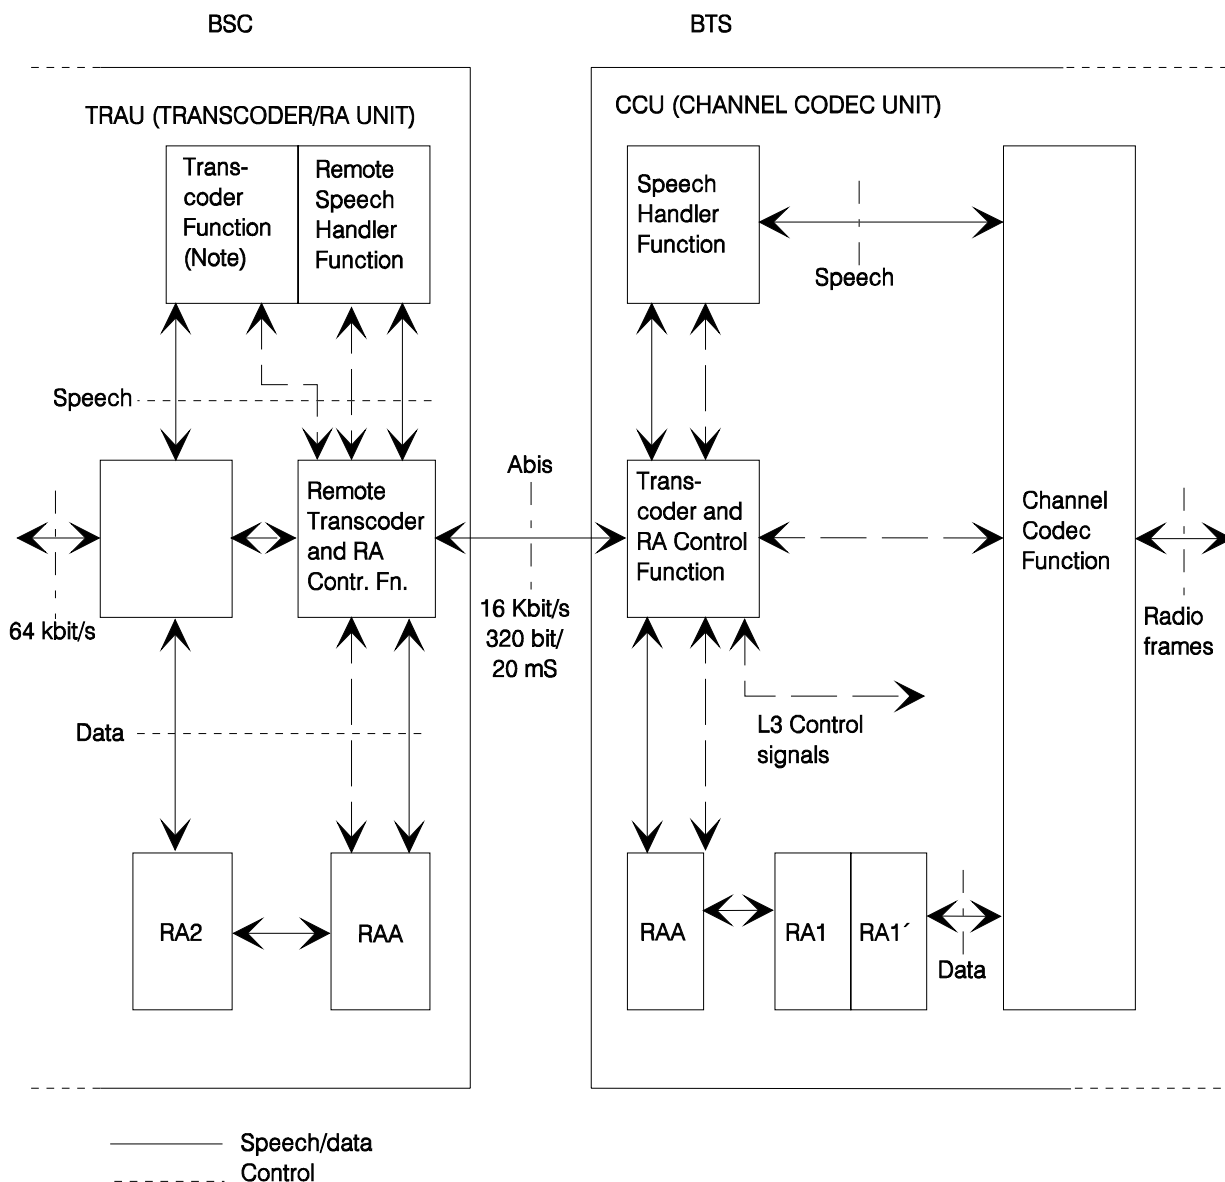 BSC
BTS
TRAU (TRANSCODER/RA UNIT)
CCU (CHANNEL CODEC UNIT)
Trans-
coder
Function
(Note)
Remote
Speech
Handler
Function
Speech
Handler
Function
Speech
Speech
Abis
Remote
Transcoder
and RA
Contr. Fn.
Trans-
coder and
RA Control
Function
Channel
Codec
Function
64 kbit/s
16 Kbit/s
320 bit/
20 mS
Radio
frames
Data
L3 Control
signals
RA2
RAA
RAA
RA1
RA1´
Data
Speech/data
Control